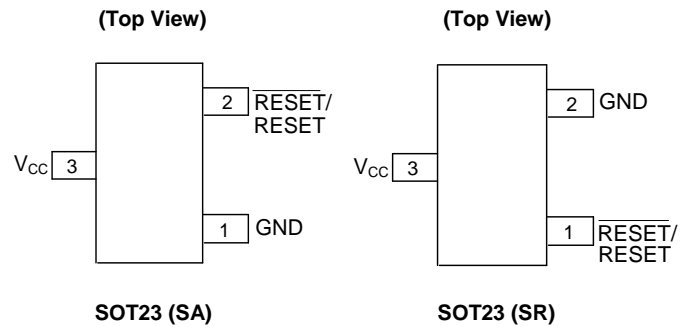 (Top View)
2 RESET/
RESET
VCC 3
1 GND
SOT23 (SA)
(Top View)
2 GND
VCC 3
1 RESET/
RESET
SOT23 (SR)